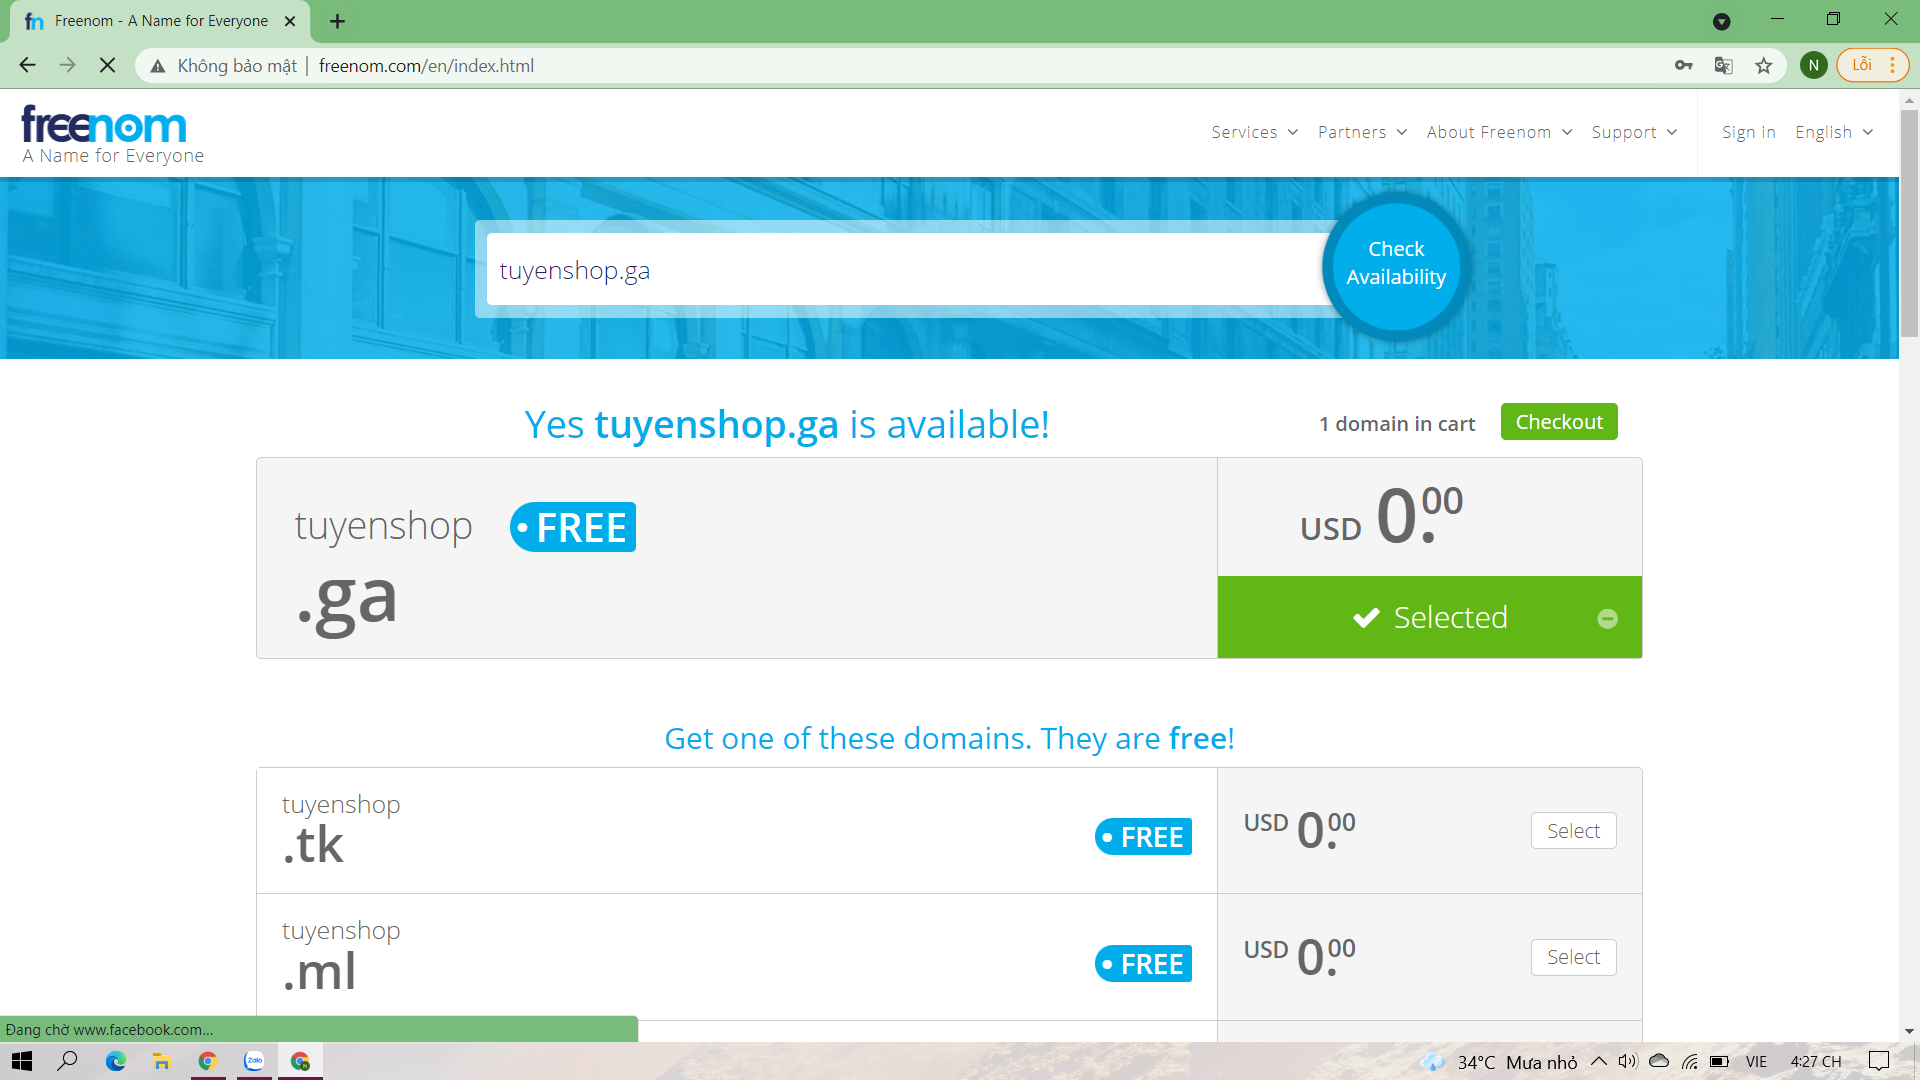 Freenom - A Name for Everyone
Không bảo mật
freenom.com/en/index.html
N
Lỗi
freenom
A Name for Everyone
Services
Partners
About Freenom
Support
Sign in
English
tuyenshop.ga
Check
Availability
Yes tuyenshop.ga is available!
1 domain in cart
Checkout
tuyenshop
FREE
.ga
USD 0.00
Selected
Get one of these domains. They are free!
tuyenshop
.tk
FREE
USD 0.00
Select
tuyenshop
.ml
FREE
USD 0.00
Select
Đang chờ www.facebook.com...
Zalo
34°C Mưa nhỏ
VIE
4:27 CH